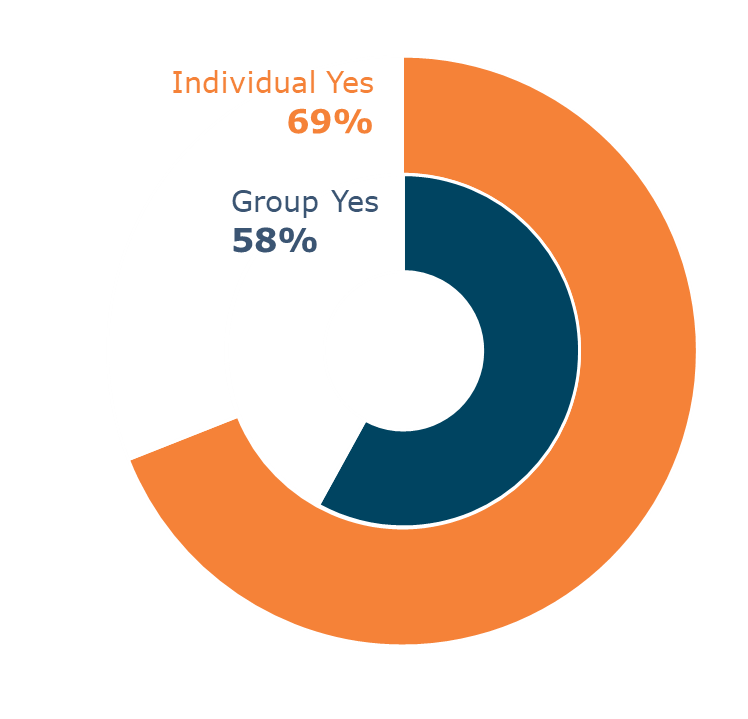 Individual Yes
69%
Group Yes
58%